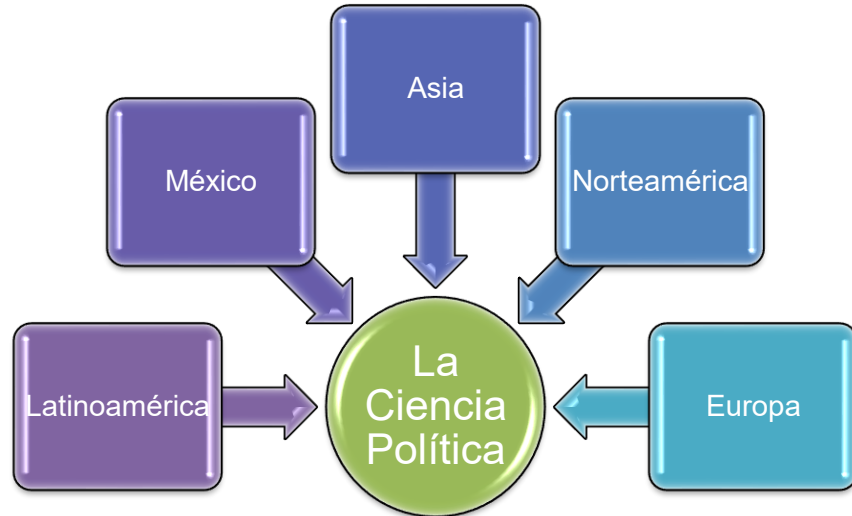 Asia
México
Norteamérica
Latinoamérica
La
Ciencia
Política
Europa